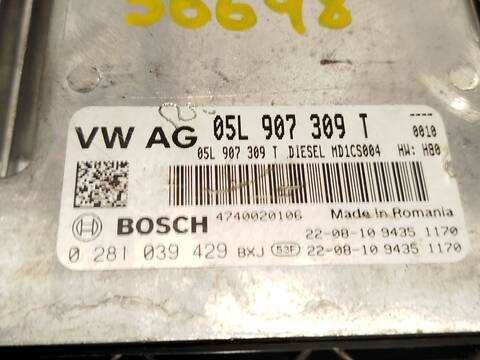 56698
VW AG 05L 907 309 T 0010
05L 907 309 T DIESEL MD1CS004 HW: H80
4740020106 Made in Romania
BOSCH 22-08-10 9435 1170
0 281 039 429 BXJ 53F 22-08-10 9435 1170